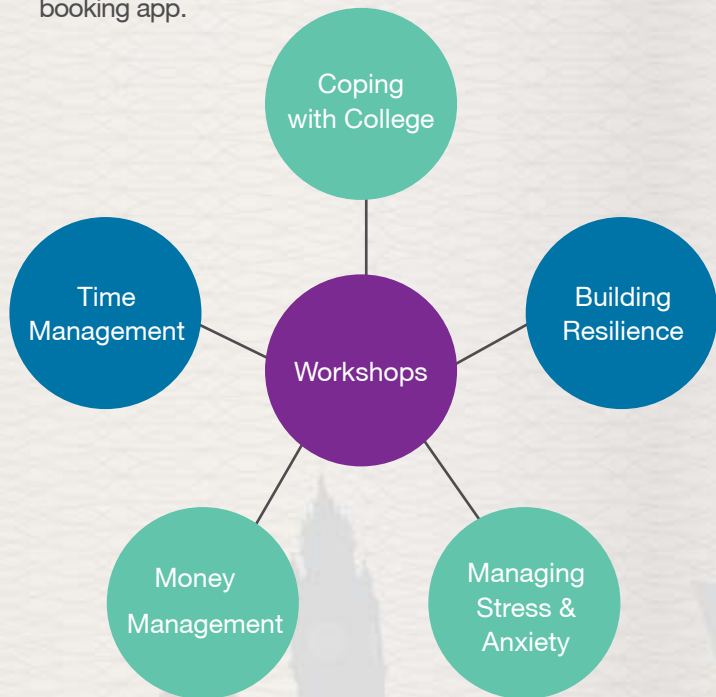 booking app.
Coping
with College
Time
Management
Building
Resilience
Workshops
Money
Management
Managing
Stress &
Anxiety